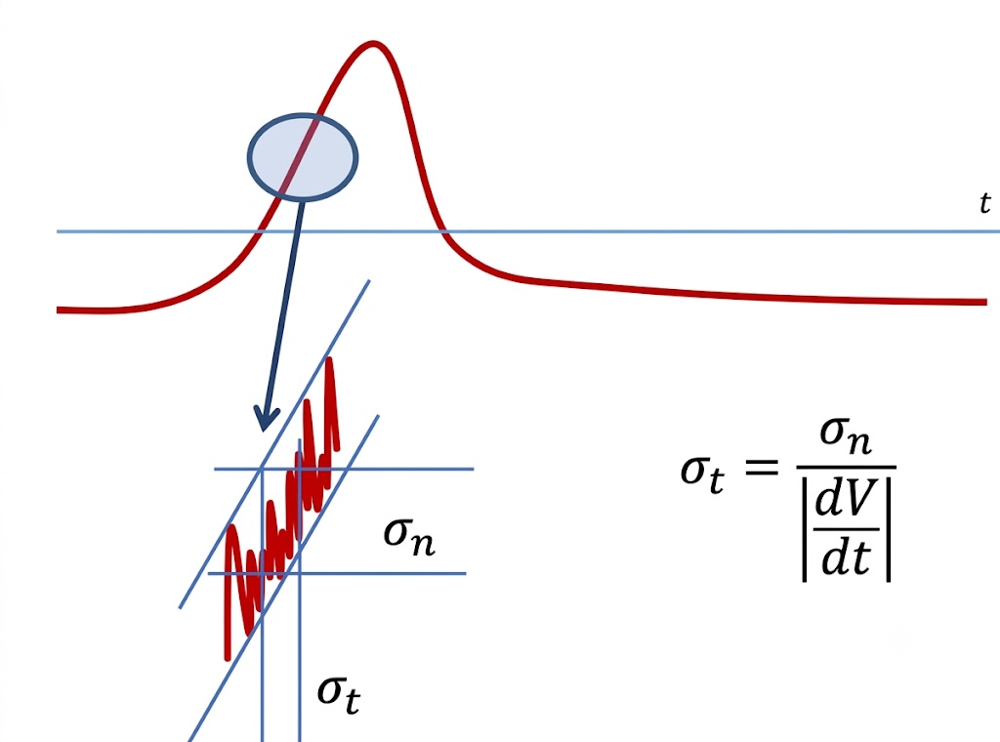 𝑡
𝜎ₙ
𝜎ₜ
𝜎ₜ = 𝜎ₙ / |𝑑𝑉/𝑑𝑡|